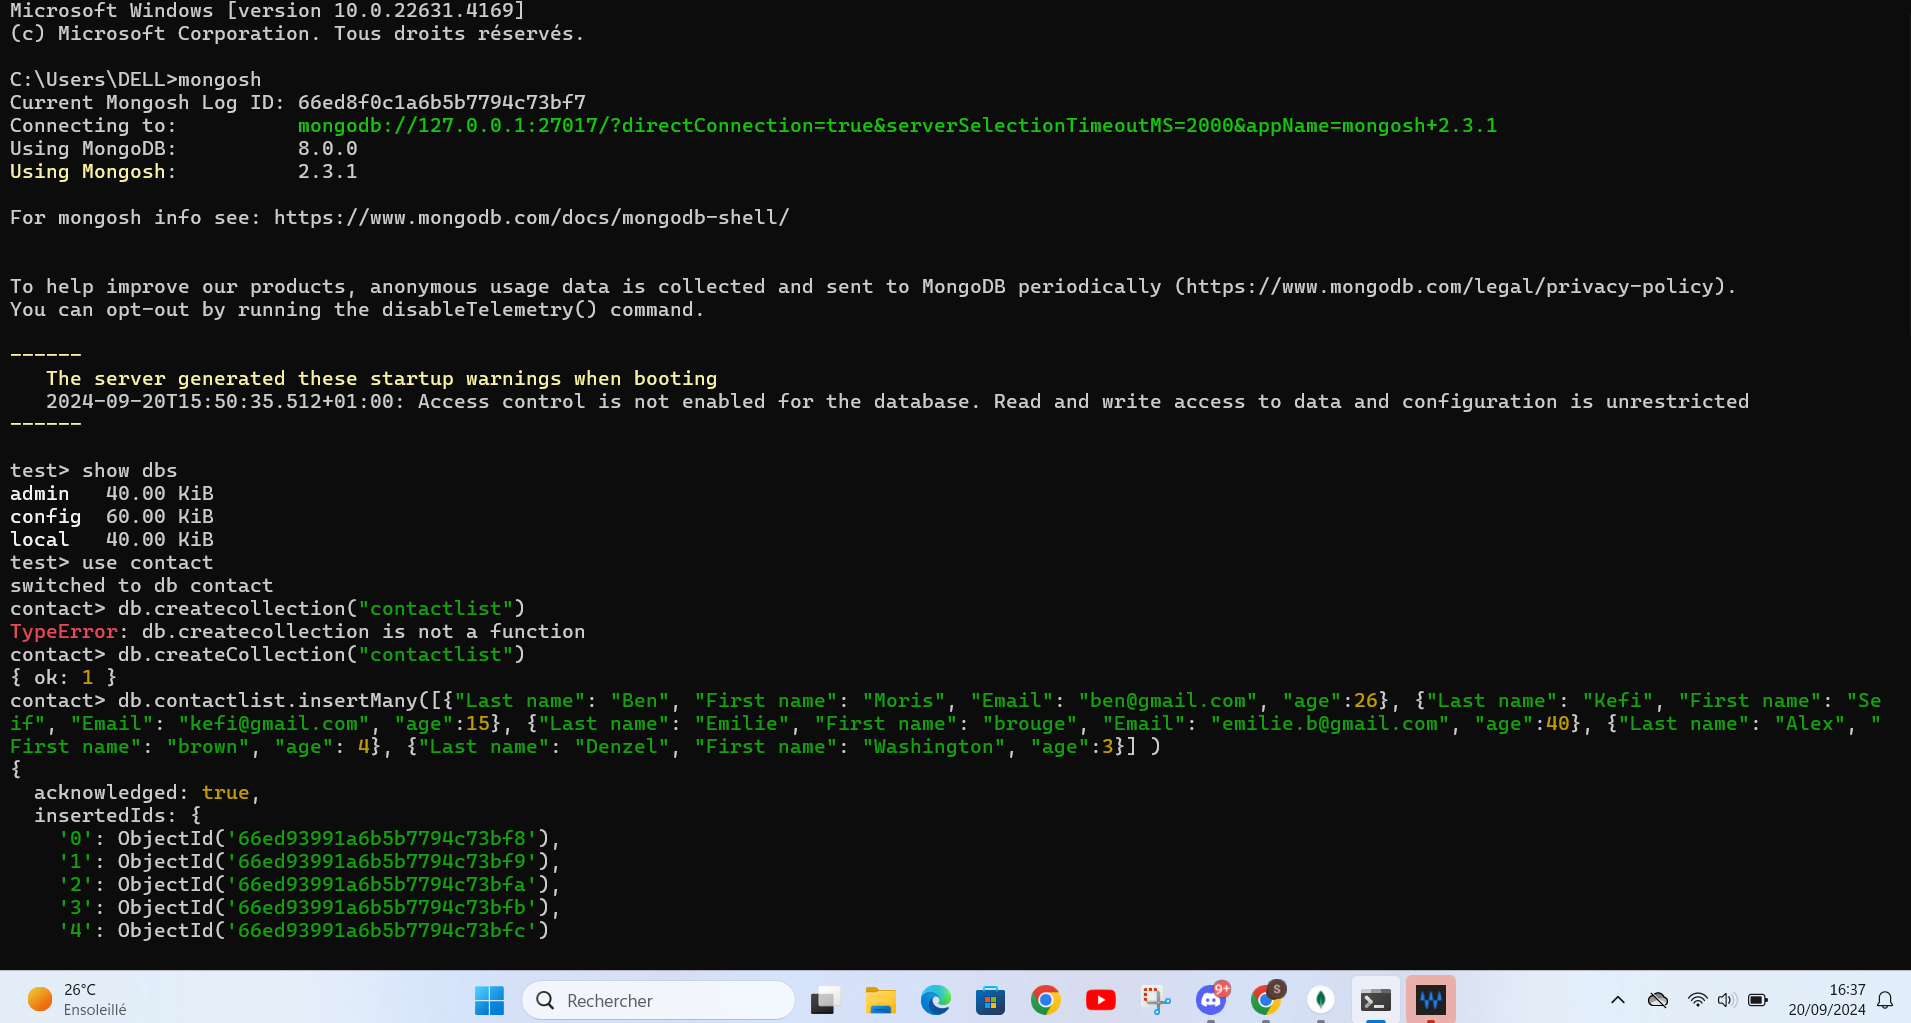 Microsoft Windows [version 10.0.22631.4169]
(c) Microsoft Corporation. Tous droits réservés.
C:\Users\DELL>mongosh
Current Mongosh Log ID: 66ed8f0c1a6b5b7794c73bf7
Connecting to:          mongodb://127.0.0.1:27017/?directConnection=true&serverSelectionTimeoutMS=2000&appName=mongosh+2.3.1
Using MongoDB:          8.0.0
Using Mongosh:          2.3.1
For mongosh info see: https://www.mongodb.com/docs/mongodb-shell/
To help improve our products, anonymous usage data is collected and sent to MongoDB periodically (https://www.mongodb.com/legal/privacy-policy).
You can opt-out by running the disableTelemetry() command.
------
   The server generated these startup warnings when booting
   2024-09-20T15:50:35.512+01:00: Access control is not enabled for the database. Read and write access to data and configuration is unrestricted
------
test> show dbs
admin   40.00 KiB
config  60.00 KiB
local   40.00 KiB
test> use contact
switched to db contact
contact> db.createcollection("contactlist")
TypeError: db.createcollection is not a function
contact> db.createCollection("contactlist")
{ ok: 1 }
contact> db.contactlist.insertMany([{"Last name": "Ben", "First name": "Moris", "Email": "ben@gmail.com", "age":26}, {"Last name": "Kefi", "First name": "Se
if", "Email": "kefi@gmail.com", "age":15}, {"Last name": "Emilie", "First name": "brouge", "Email": "emilie.b@gmail.com", "age":40}, {"Last name": "Alex", "
First name": "brown", "age": 4}, {"Last name": "Denzel", "First name": "Washington", "age":3}] )
{
  acknowledged: true,
  insertedIds: {
    '0': ObjectId('66ed93991a6b5b7794c73bf8'),
    '1': ObjectId('66ed93991a6b5b7794c73bf9'),
    '2': ObjectId('66ed93991a6b5b7794c73bfa'),
    '3': ObjectId('66ed93991a6b5b7794c73bfb'),
    '4': ObjectId('66ed93991a6b5b7794c73bfc')
26°C
Ensoleillé
Rechercher
9+
S
16:37
20/09/2024